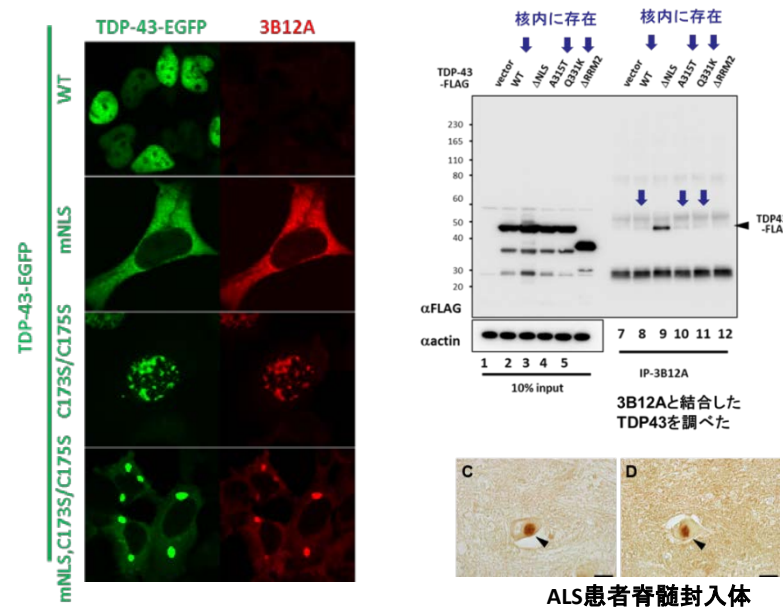 TDP-43-EGFP 3B12A
TDP-43-EGFP
WT
mNLS
C173S/C175S
mNLS,C173S/C175S
核内に存在 核内に存在
TDP-43
-FLAG
vector WT ΔNLS A315T Q331K ΔRRM2 vector WT ΔNLS A315T Q331K ΔRRM2
230
165
110
80
60
50
40
30
20
TDP43
-FLA
αFLAG
αactin
1 2 3 4 5 7 8 9 10 11 12
10% input IP-3B12A
3B12Aと結合した
TDP43を調べた
C D
ALS患者脊髄封入体